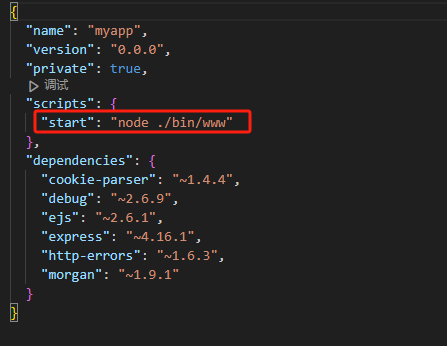 {
"name": "myapp",
"version": "0.0.0",
"private": true,
调试
"scripts": {
"start": "node ./bin/www"
},
"dependencies": {
"cookie-parser": "~1.4.4",
"debug": "~2.6.9",
"ejs": "~2.6.1",
"express": "~4.16.1",
"http-errors": "~1.6.3",
"morgan": "~1.9.1"
}
}